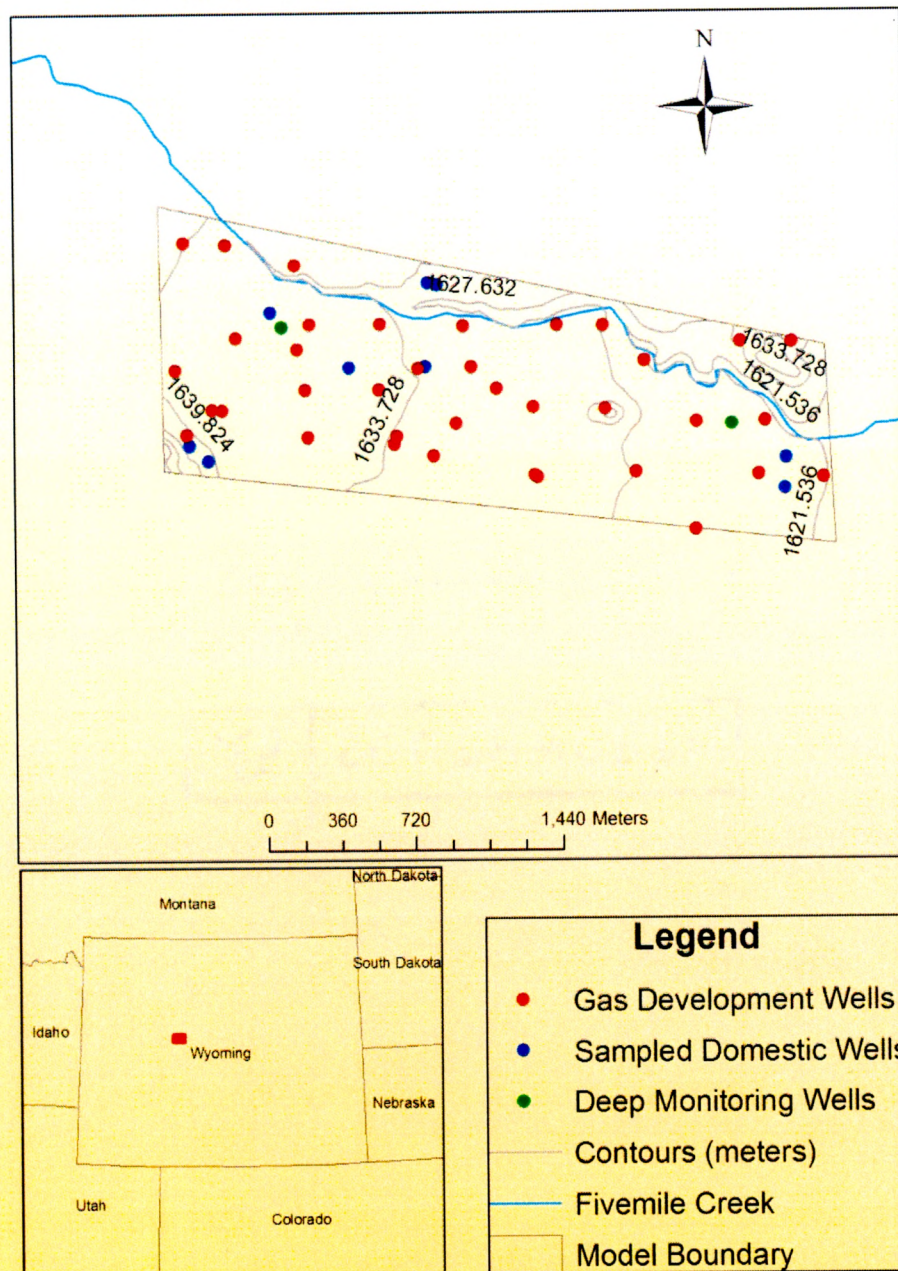 N
1627.632
1633.728
1621.536
1639.824
1633.728
1621.536
0 360 720 1,440 Meters
North Dakota
Montana
South Dakota
Idaho
Wyoming
Nebraska
Utah
Colorado
Legend
Gas Development Wells
Sampled Domestic Wells
Deep Monitoring Wells
Contours (meters)
Fivemile Creek
Model Boundary